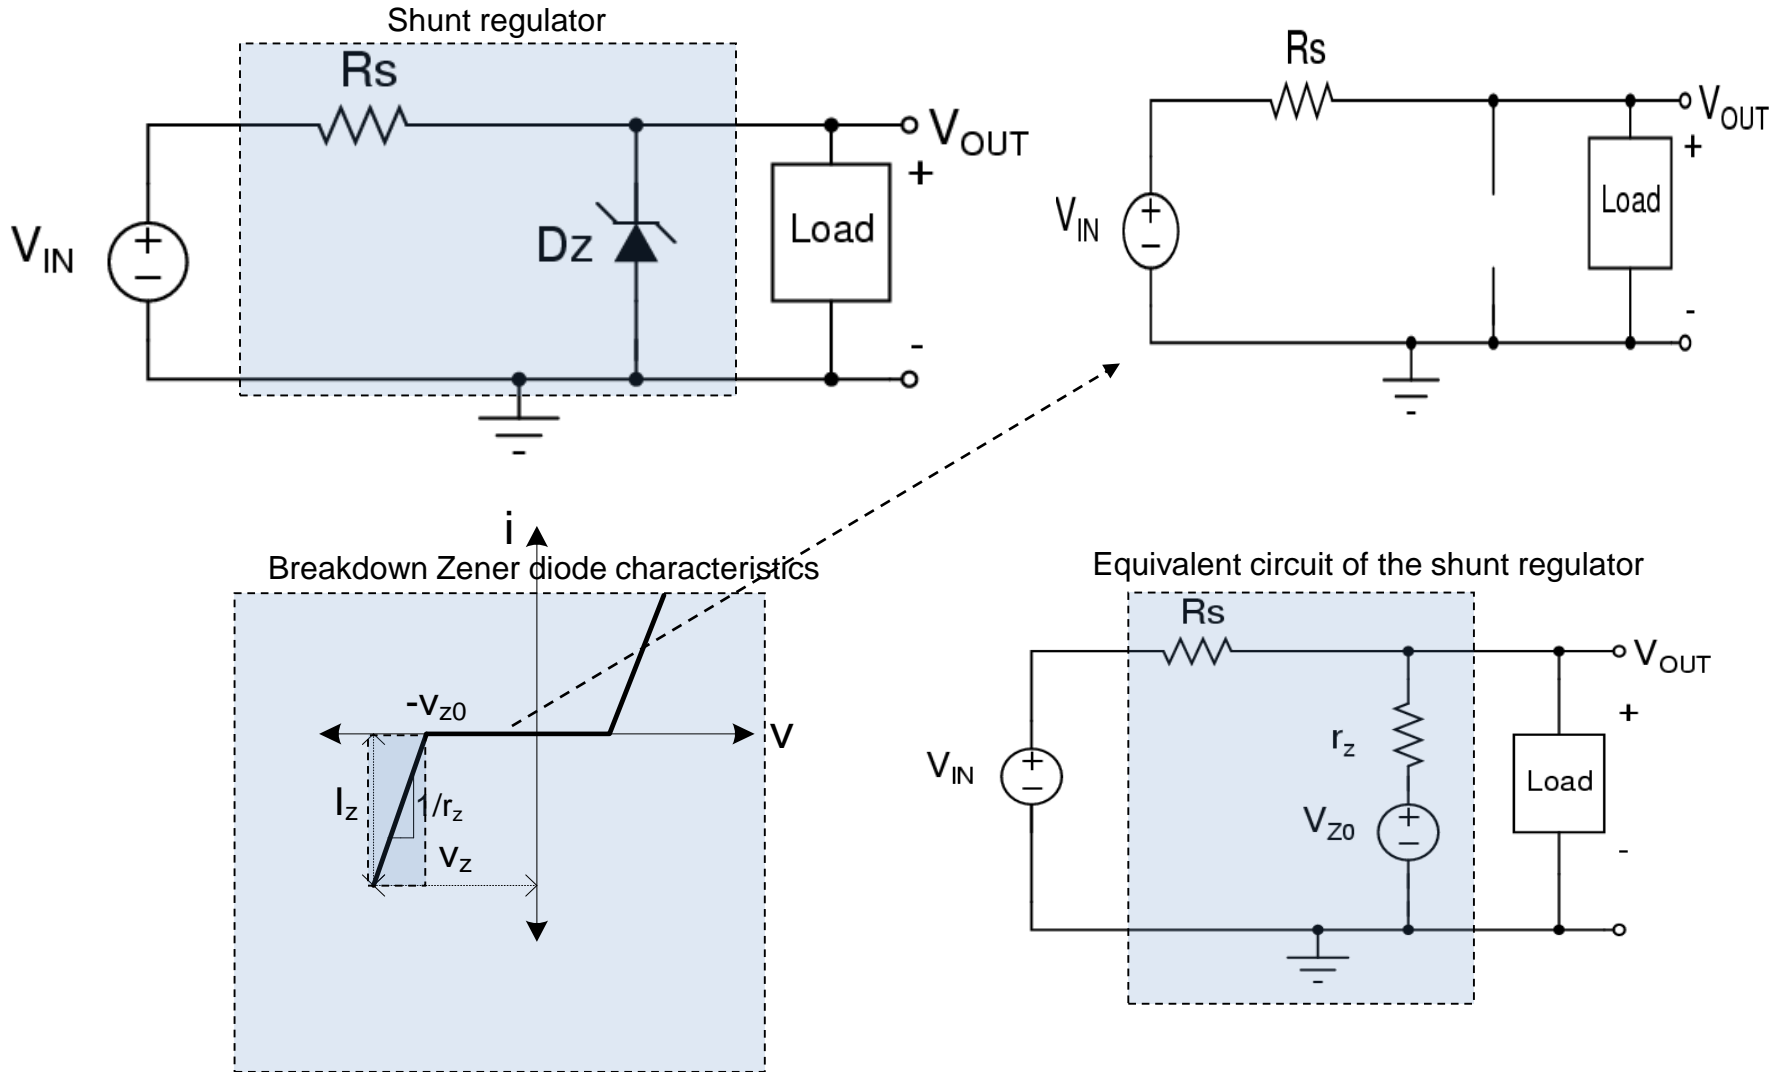 Shunt regulator
Rs
V_IN
+
−
Dz
Load
V_OUT
+
-
Rs
V_IN
+
−
Load
V_OUT
+
-
i
Breakdown Zener diode characteristics
-v_z0
v
I_z
1/r_z
v_z
Equivalent circuit of the shunt regulator
Rs
V_IN
+
−
r_z
V_Z0
+
−
Load
V_OUT
+
-